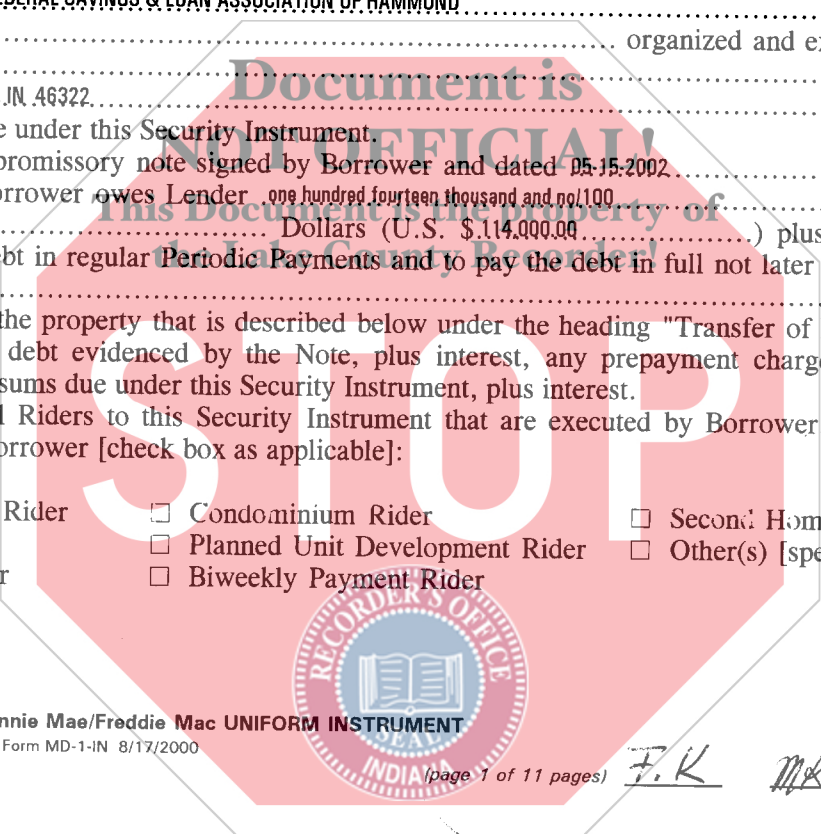 FEDERAL SAVINGS & LOAN ASSOCIATION OF HAMMOND
organized and ex
Document is
IN 46322
e under this Security Instrument.
NOT OFFICIAL!
promissory note signed by Borrower and dated 05-15-2002
orrower owes Lender one hundred fourteen thousand and no/100
This Document is the property of
Dollars (U.S. $ 114,000.00 ) plus
the Lake County Recorder!
ebt in regular Periodic Payments and to pay the debt in full not later
the property that is described below under the heading "Transfer of
debt evidenced by the Note, plus interest, any prepayment charge
sums due under this Security Instrument, plus interest.
l Riders to this Security Instrument that are executed by Borrower
orrower [check box as applicable]:
STOP
Rider ☐ Condominium Rider ☐ Second Hom
☐ Planned Unit Development Rider ☐ Other(s) [spe
r ☐ Biweekly Payment Rider
RECORDER'S OFFICE
SEAL
INDIANA
nnie Mae/Freddie Mac UNIFORM INSTRUMENT
Form MD-1-IN 8/17/2000
(page 1 of 11 pages) F.K MK